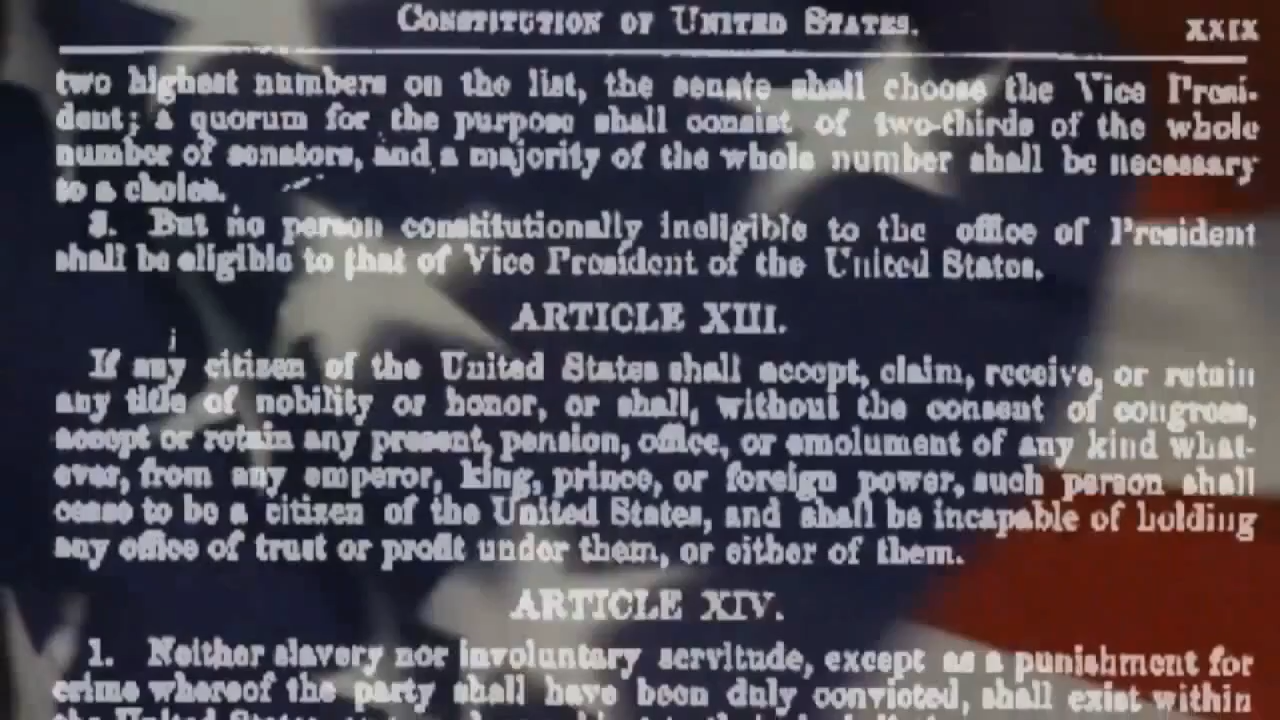 CONSTITUTION OF UNITED STATES. XXIX
two highest numbers on the list, the senate shall choose the Vice Presi-
dent; a quorum for the purpose shall consist of two-thirds of the whole
number of senators, and a majority of the whole number shall be necessary
to a choice.
3. But no person constitutionally ineligible to the office of President
shall be eligible to that of Vice President of the United States.
ARTICLE XIII.
If any citizen of the United States shall accept, claim, receive, or retain
any title of nobility or honor, or shall, without the consent of congress,
accept or retain any present, pension, office, or emolument of any kind what-
ever, from any emperor, king, prince, or foreign power, such person shall
cease to be a citizen of the United States, and shall be incapable of holding
any office of trust or profit under them, or either of them.
ARTICLE XIV.
1. Neither slavery nor involuntary servitude, except as a punishment for
crime whereof the party shall have been duly convicted, shall exist within
the United States